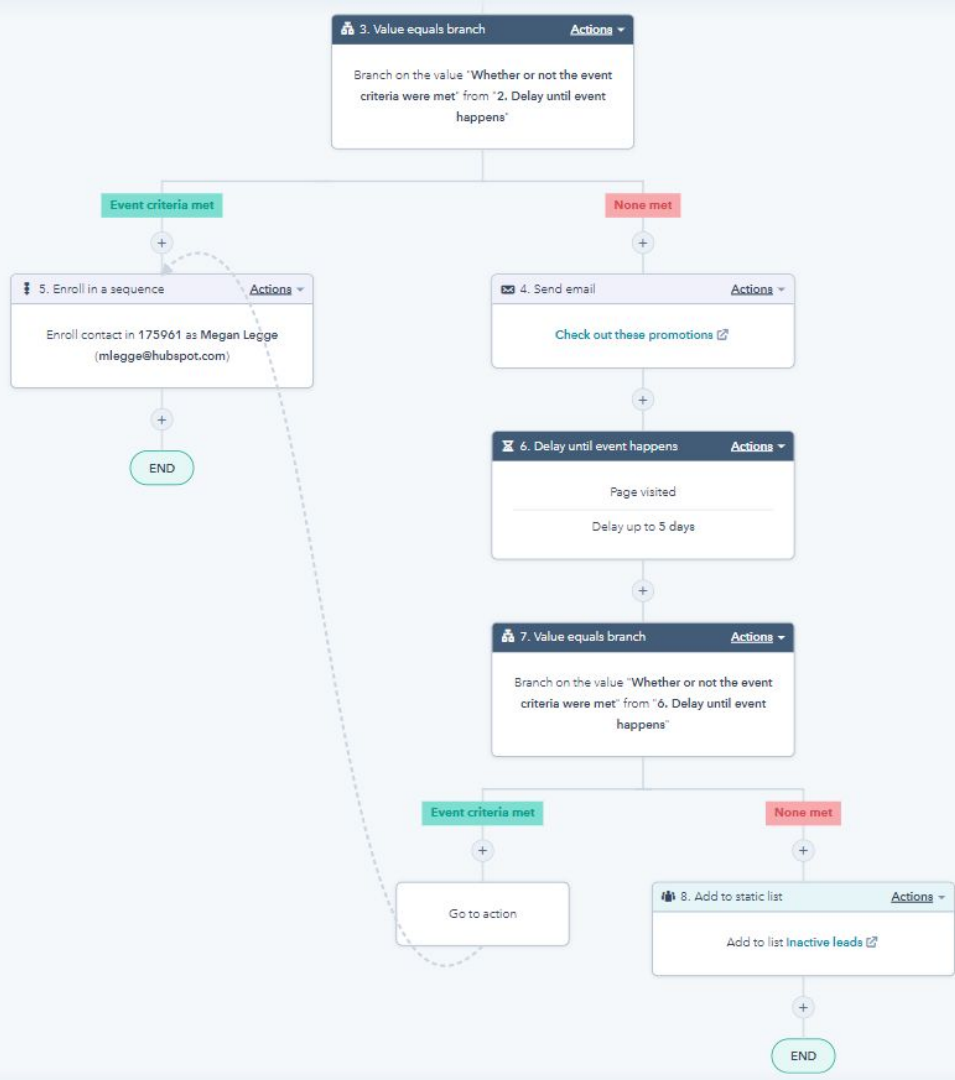 3. Value equals branch Actions
Branch on the value "Whether or not the event
criteria were met" from "2. Delay until event
happens"
Event criteria met
None met
5. Enroll in a sequence Actions
Enroll contact in 175961 as Megan Legge
(mlegge@hubspot.com)
END
4. Send email Actions
Check out these promotions
6. Delay until event happens Actions
Page visited
Delay up to 5 days
7. Value equals branch Actions
Branch on the value "Whether or not the event
criteria were met" from "6. Delay until event
happens"
Event criteria met
None met
Go to action
8. Add to static list Actions
Add to list Inactive leads
END